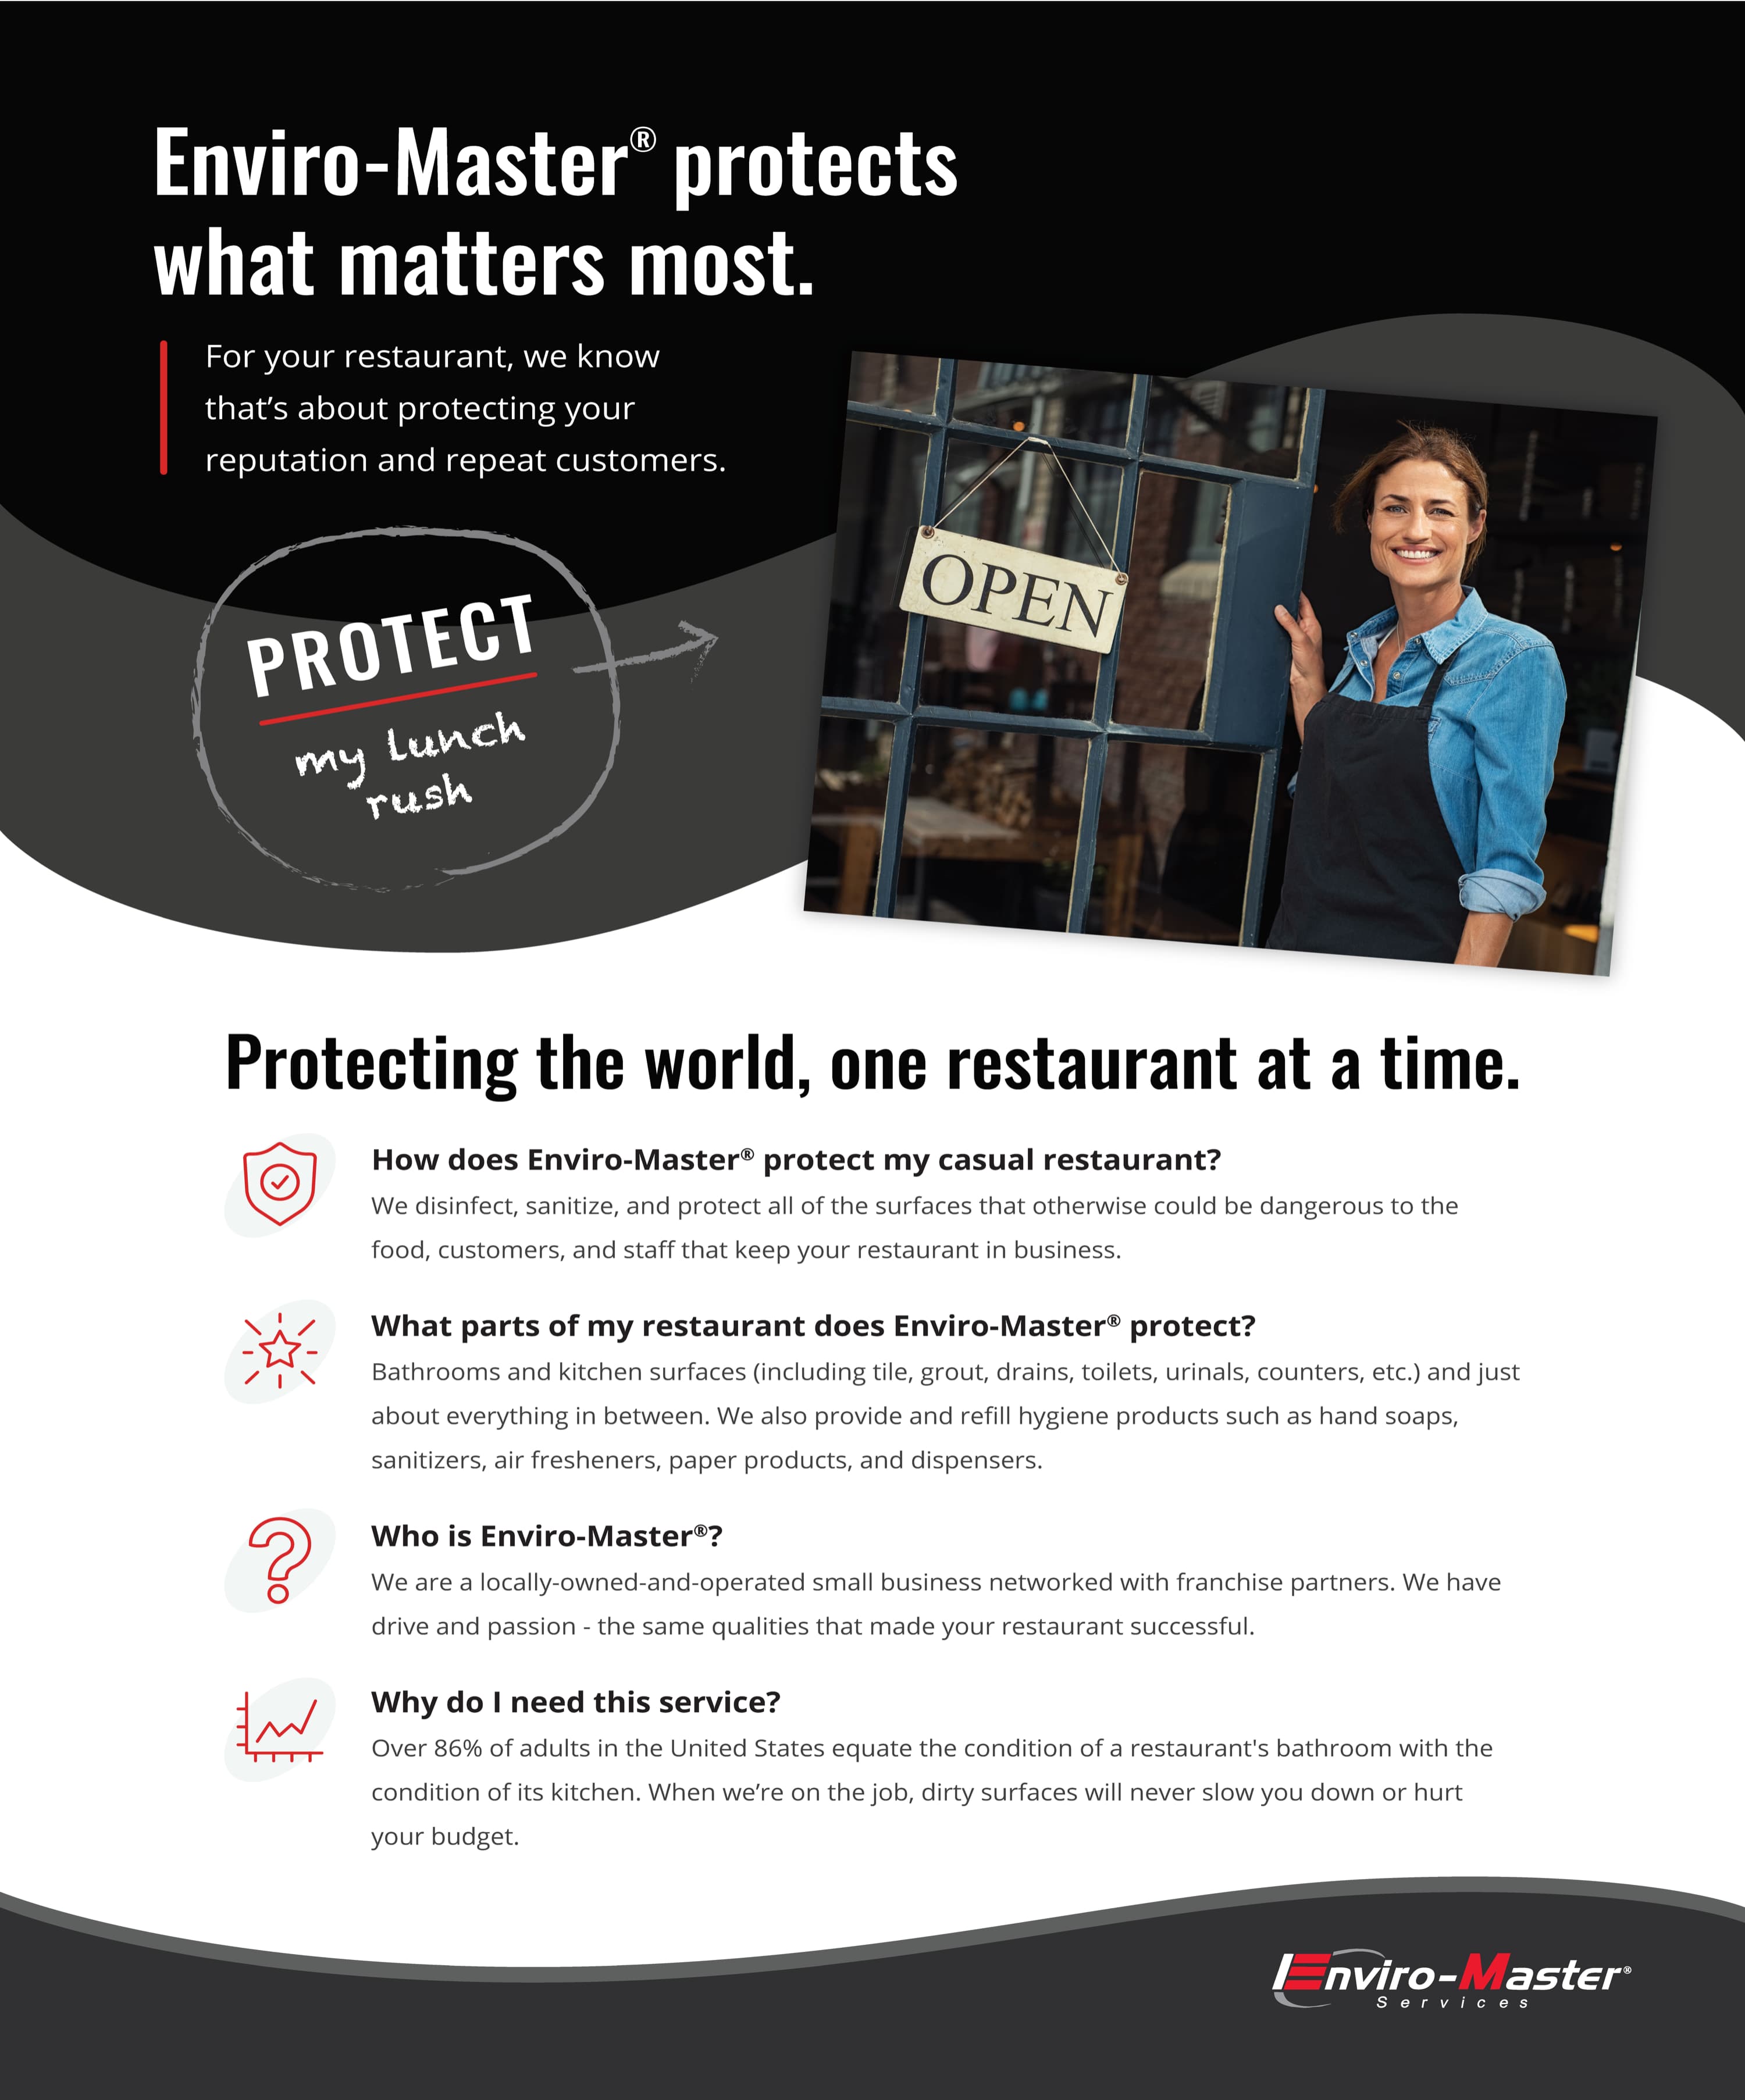 Enviro-Master® protects
what matters most.
For your restaurant, we know
that’s about protecting your
reputation and repeat customers.
PROTECT
my lunch
rush
OPEN
Protecting the world, one restaurant at a time.
How does Enviro-Master® protect my casual restaurant?
We disinfect, sanitize, and protect all of the surfaces that otherwise could be dangerous to the
food, customers, and staff that keep your restaurant in business.
What parts of my restaurant does Enviro-Master® protect?
Bathrooms and kitchen surfaces (including tile, grout, drains, toilets, urinals, counters, etc.) and just
about everything in between. We also provide and refill hygiene products such as hand soaps,
sanitizers, air fresheners, paper products, and dispensers.
Who is Enviro-Master®?
We are a locally-owned-and-operated small business networked with franchise partners. We have
drive and passion - the same qualities that made your restaurant successful.
Why do I need this service?
Over 86% of adults in the United States equate the condition of a restaurant's bathroom with the
condition of its kitchen. When we’re on the job, dirty surfaces will never slow you down or hurt
your budget.
Enviro-Master®
Services